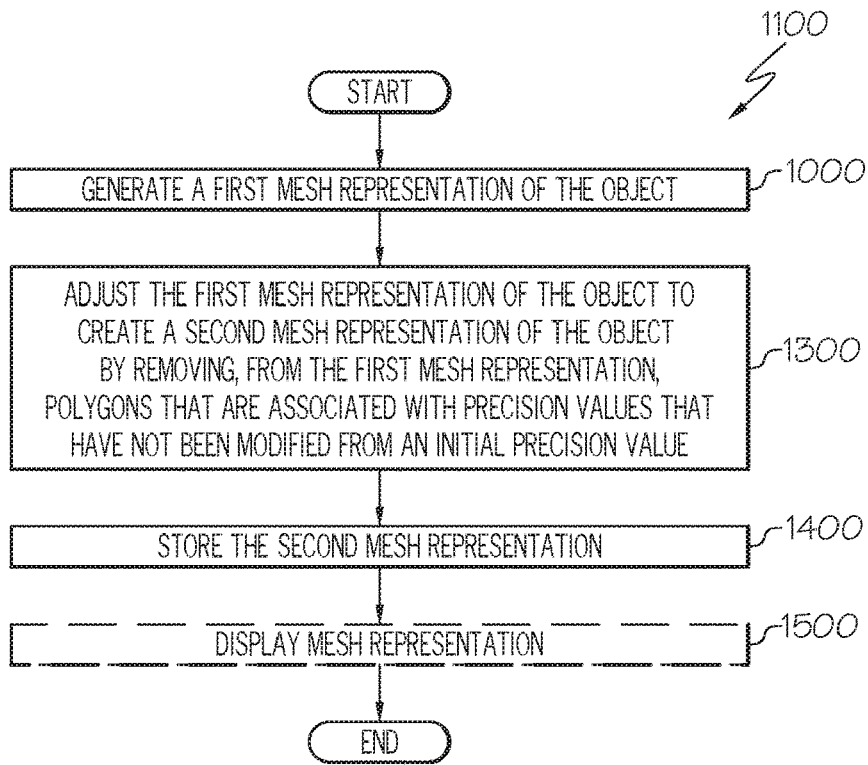 1100
START
GENERATE A FIRST MESH REPRESENTATION OF THE OBJECT
1000
ADJUST THE FIRST MESH REPRESENTATION OF THE OBJECT TO
CREATE A SECOND MESH REPRESENTATION OF THE OBJECT
BY REMOVING, FROM THE FIRST MESH REPRESENTATION,
POLYGONS THAT ARE ASSOCIATED WITH PRECISION VALUES THAT
HAVE NOT BEEN MODIFIED FROM AN INITIAL PRECISION VALUE
1300
STORE THE SECOND MESH REPRESENTATION
1400
DISPLAY MESH REPRESENTATION
1500
END